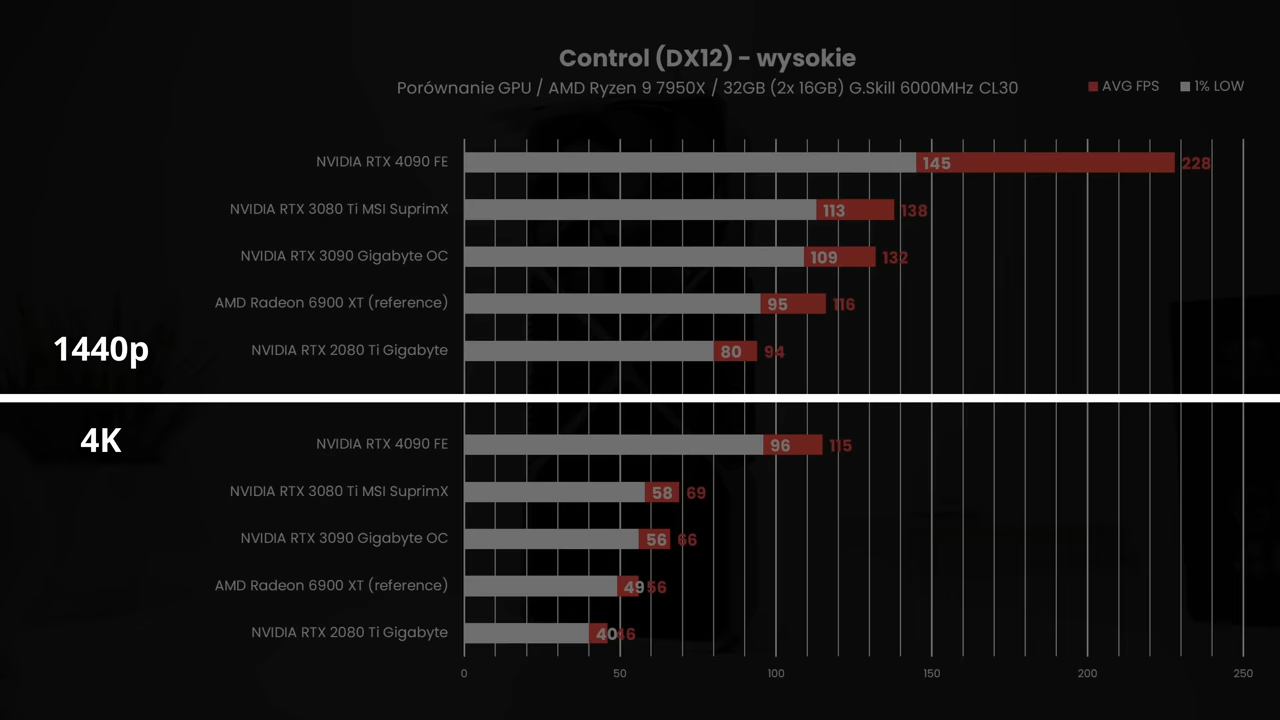 Control (DX12) - wysokie
Porównanie GPU / AMD Ryzen 9 7950X / 32GB (2x 16GB) G.Skill 6000MHz CL30
AVG FPS 1% LOW
NVIDIA RTX 4090 FE 145 228
NVIDIA RTX 3080 Ti MSI SuprimX 113 138
NVIDIA RTX 3090 Gigabyte OC 109 132
AMD Radeon 6900 XT (reference) 95 116
1440p
NVIDIA RTX 2080 Ti Gigabyte 80 94
4K
NVIDIA RTX 4090 FE 96 115
NVIDIA RTX 3080 Ti MSI SuprimX 58 69
NVIDIA RTX 3090 Gigabyte OC 56 66
AMD Radeon 6900 XT (reference) 49 56
NVIDIA RTX 2080 Ti Gigabyte 40 46
0 50 100 150 200 250